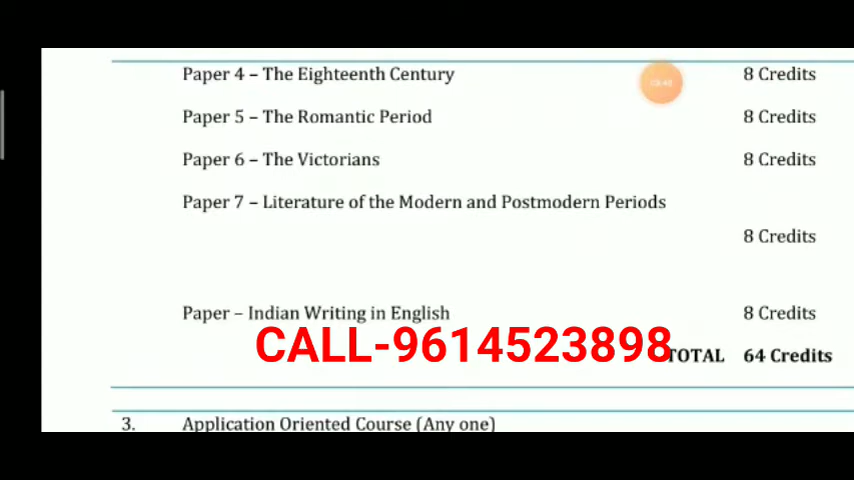 Paper 4 – The Eighteenth Century 8 Credits
Paper 5 – The Romantic Period 8 Credits
Paper 6 – The Victorians 8 Credits
Paper 7 – Literature of the Modern and Postmodern Periods
8 Credits
Paper – Indian Writing in English 8 Credits
CALL-9614523898
TOTAL 64 Credits
3. Application Oriented Course (Any one)